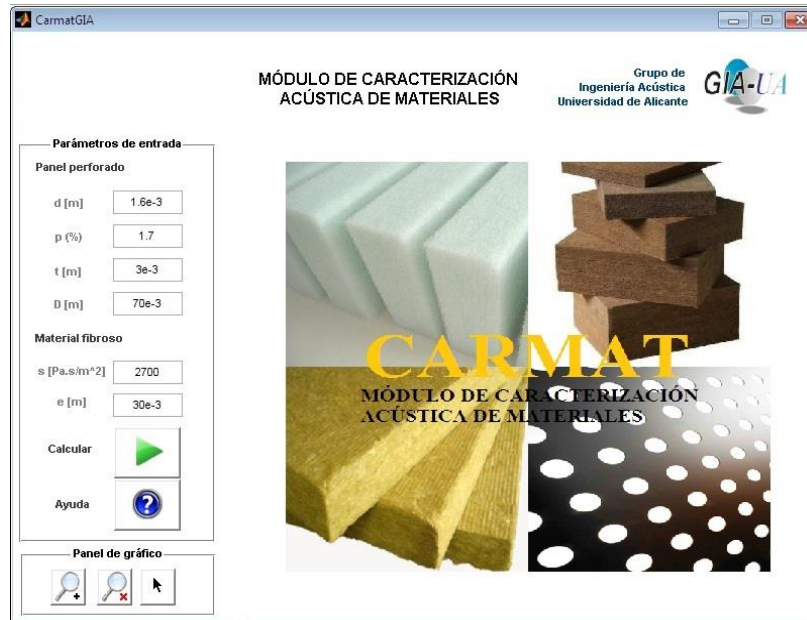 CarmatGIA
MÓDULO DE CARACTERIZACIÓN
ACÚSTICA DE MATERIALES
Grupo de
Ingeniería Acústica
Universidad de Alicante
GIA-UA
Parámetros de entrada
Panel perforado
d [m] 1.6e-3
p (%) 1.7
t [m] 3e-3
D [m] 70e-3
Material fibroso
s [Pa.s/m^2] 2700
e [m] 30e-3
Calcular
Ayuda
Panel de gráfico
CARMAT
MÓDULO DE CARACTERIZACIÓN
ACÚSTICA DE MATERIALES